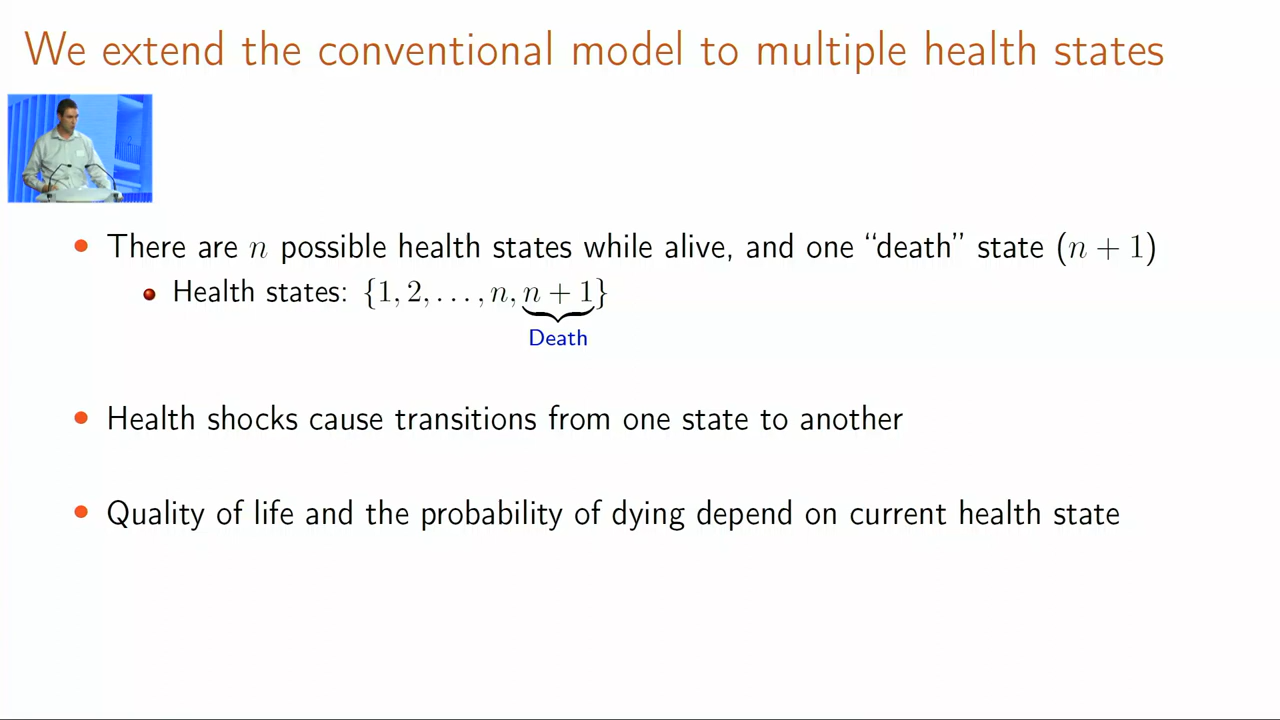 We extend the conventional model to multiple health states
There are n possible health states while alive, and one “death” state (n + 1)
Health states: {1, 2, . . . , n, n + 1}
Death
Health shocks cause transitions from one state to another
Quality of life and the probability of dying depend on current health state